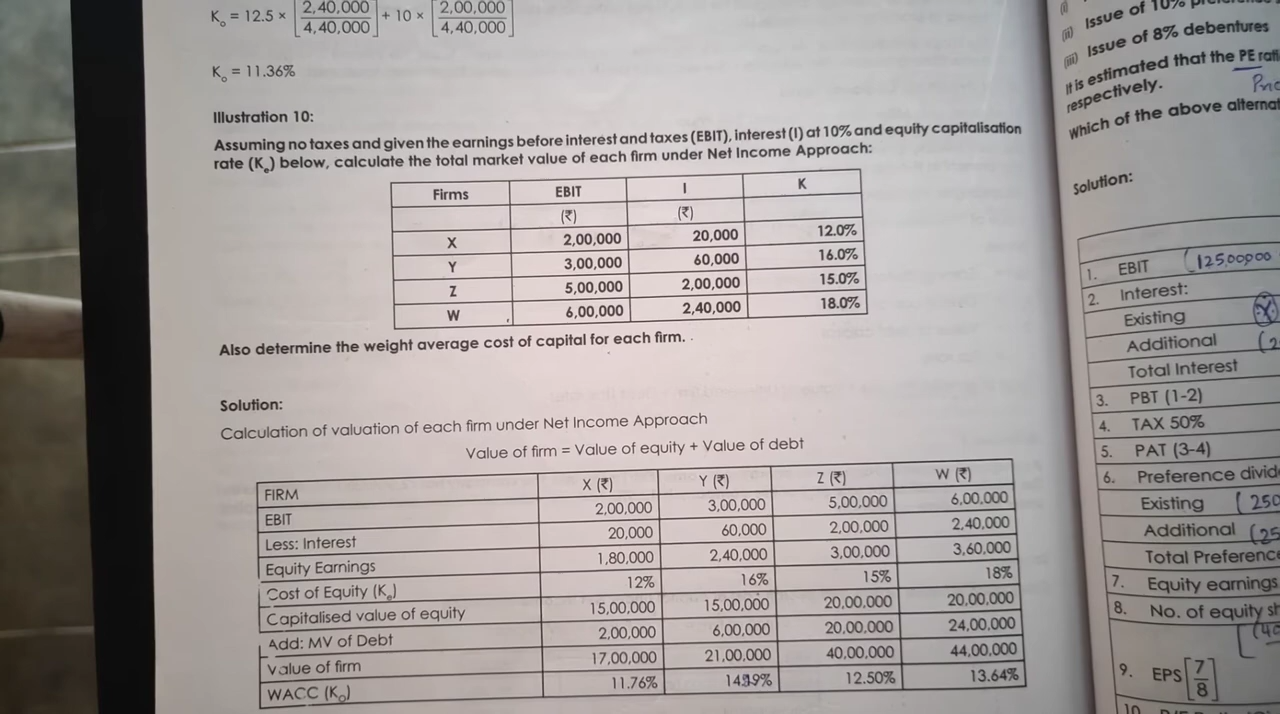 K₀ = 12.5 × [2,40,000 / 4,40,000] + 10 × [2,00,000 / 4,40,000]
K₀ = 11.36%
Illustration 10:
Assuming no taxes and given the earnings before interest and taxes (EBIT), interest (I) at 10% and equity capitalisation
rate (Kₑ) below, calculate the total market value of each firm under Net Income Approach:
Firms EBIT I K
(₹) (₹)
X 2,00,000 20,000 12.0%
Y 3,00,000 60,000 16.0%
Z 5,00,000 2,00,000 15.0%
W 6,00,000 2,40,000 18.0%
Also determine the weight average cost of capital for each firm.
Solution:
Calculation of valuation of each firm under Net Income Approach
Value of firm = Value of equity + Value of debt
FIRM X (₹) Y (₹) Z (₹) W (₹)
EBIT 2,00,000 3,00,000 5,00,000 6,00,000
Less: Interest 20,000 60,000 2,00,000 2,40,000
Equity Earnings 1,80,000 2,40,000 3,00,000 3,60,000
Cost of Equity (Kₑ) 12% 16% 15% 18%
Capitalised value of equity 15,00,000 15,00,000 20,00,000 20,00,000
Add: MV of Debt 2,00,000 6,00,000 20,00,000 24,00,000
Value of firm 17,00,000 21,00,000 40,00,000 44,00,000
WACC (K₀) 11.76% 12.50% 13.64%
(i)
(ii) Issue of 10%
(iii) Issue of 8% debentures
It is estimated that the PE
respectively.
Which of the above
Solution:
1. EBIT
2. Interest:
Existing
Additional
Total Interest
3. PBT (1-2)
4. TAX 50%
5. PAT (3-4)
6. Preference
Existing (250
Additional (25
Total Preference
7. Equity earnings
8. No. of equity
9. EPS [7/8]
10.